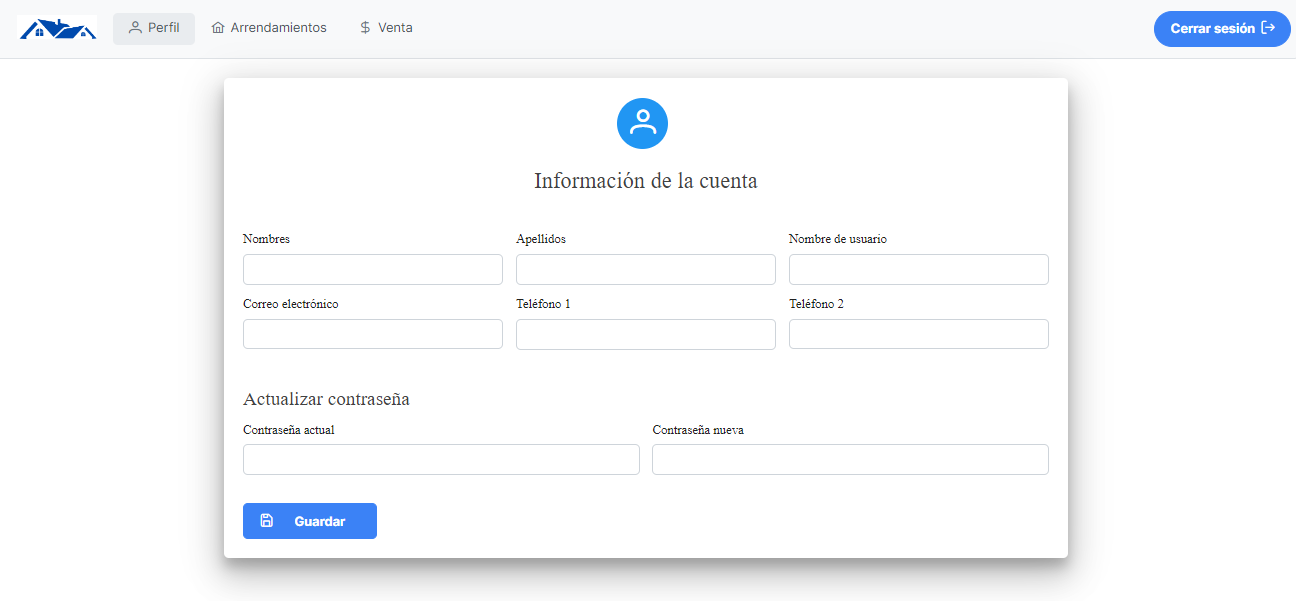 Perfil Arrendamientos Venta Cerrar sesión
Información de la cuenta
Nombres Apellidos Nombre de usuario
Correo electrónico Teléfono 1 Teléfono 2
Actualizar contraseña
Contraseña actual Contraseña nueva
Guardar